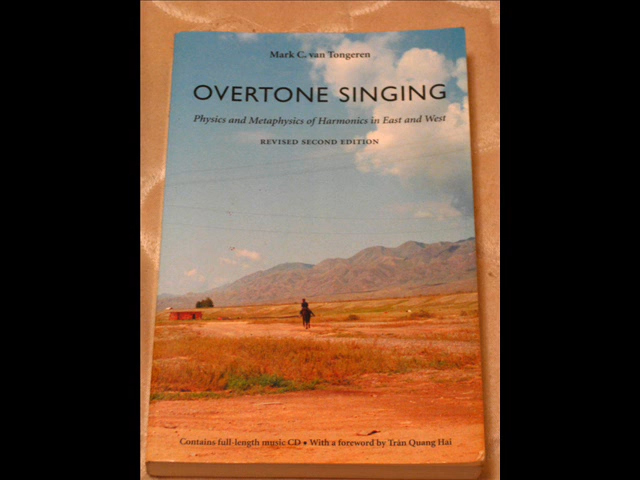 Mark C. van Tongeren
OVERTONE SINGING
Physics and Metaphysics of Harmonics in East and West
REVISED SECOND EDITION
Contains full-length music CD • With a foreword by Trân Quang Hai